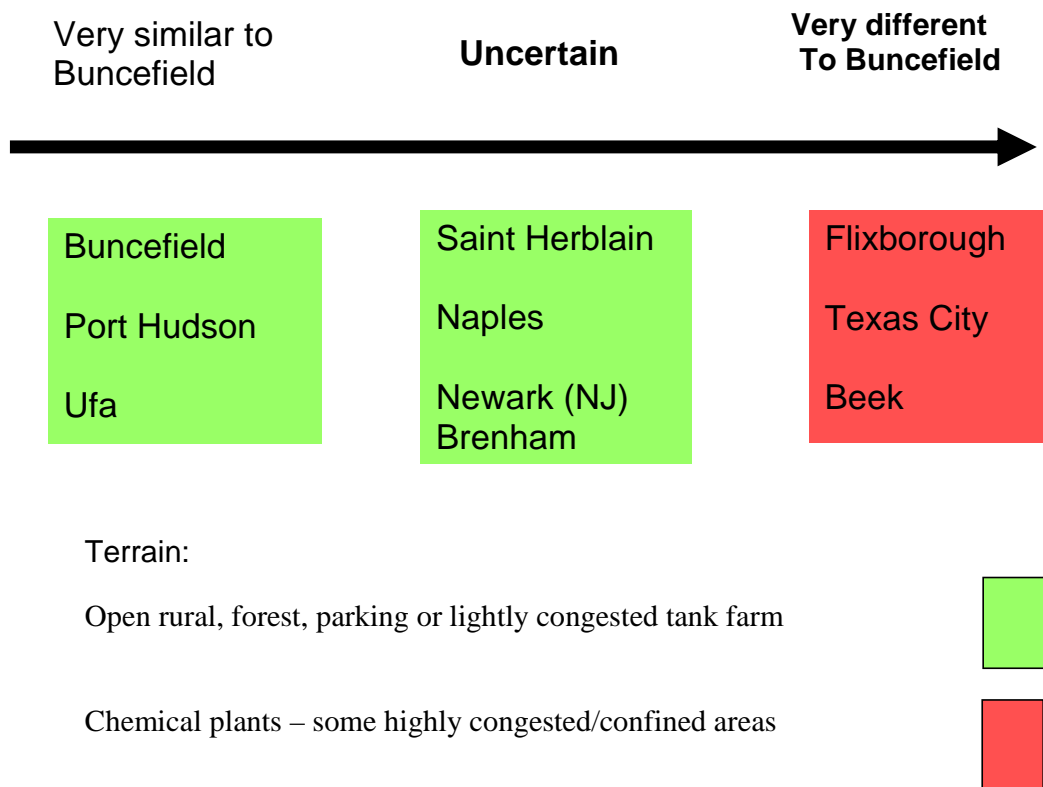 Very similar to
Buncefield
Uncertain
Very different
To Buncefield
Buncefield
Port Hudson
Ufa
Saint Herblain
Naples
Newark (NJ)
Brenham
Flixborough
Texas City
Beek
Terrain:
Open rural, forest, parking or lightly congested tank farm
Chemical plants – some highly congested/confined areas